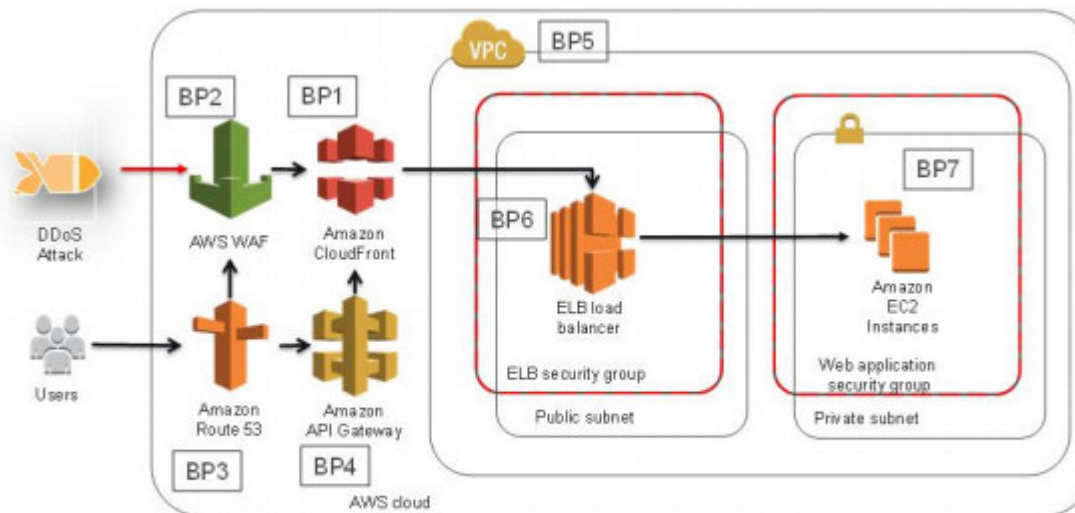 VPC
BP5
BP2
BP1
BP7
BP6
DDoS
Attack
AWS WAF
Amazon
CloudFront
ELB load
balancer
Amazon
EC2
Instances
Users
Amazon
Route 53
Amazon
API Gateway
ELB security group
Web application
security group
Public subnet
Private subnet
BP3
BP4
AWS cloud